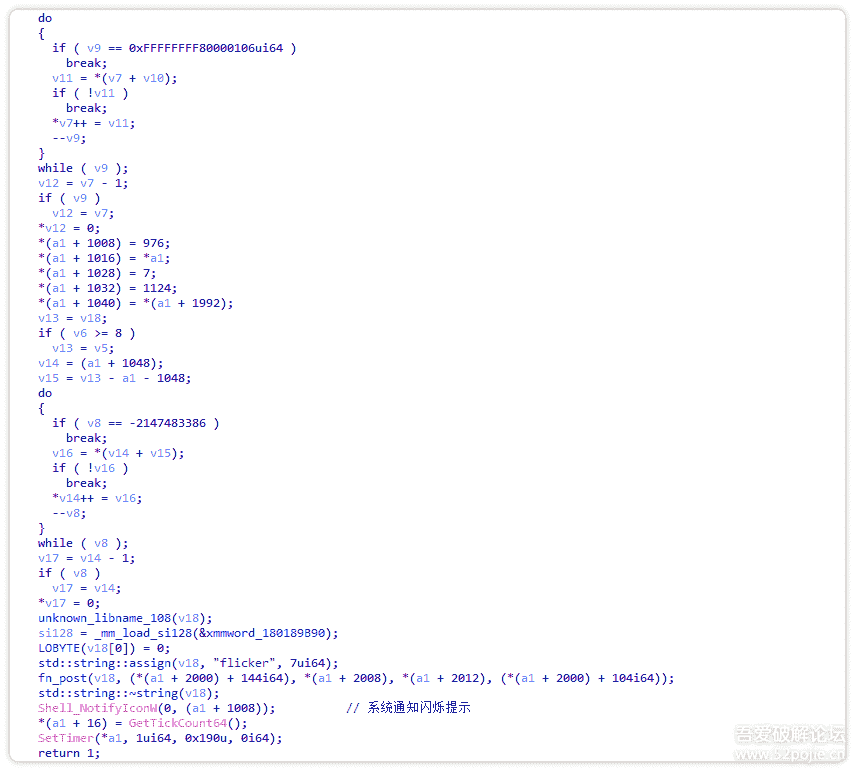 do
{
if ( v9 == 0xFFFFFFFF80000106ui64 )
break;
v11 = *(v7 + v10);
if ( !v11 )
break;
*v7++ = v11;
--v9;
}
while ( v9 );
v12 = v7 - 1;
if ( v9 )
v12 = v7;
*v12 = 0;
*(a1 + 1008) = 976;
*(a1 + 1016) = *a1;
*(a1 + 1028) = 7;
*(a1 + 1032) = 1124;
*(a1 + 1040) = *(a1 + 1992);
v13 = v18;
if ( v6 >= 8 )
v13 = v5;
v14 = (a1 + 1048);
v15 = v13 - a1 - 1048;
do
{
if ( v8 == -2147483386 )
break;
v16 = *(v14 + v15);
if ( !v16 )
break;
*v14++ = v16;
--v8;
}
while ( v8 );
v17 = v14 - 1;
if ( v8 )
v17 = v14;
*v17 = 0;
unknown_libname_108(v18);
si128 = _mm_load_si128(&xmmword_180189B90);
LOBYTE(v18[0]) = 0;
std::string::assign(v18, "flicker", 7ui64);
fn_post(v18, (*(a1 + 2000) + 144i64), *(a1 + 2008), *(a1 + 2012), (*(a1 + 2000) + 104i64));
std::string::~string(v18);
Shell_NotifyIconW(0, (a1 + 1008)); // 系统通知闪烁提示
*(a1 + 16) = GetTickCount64();
SetTimer(*a1, 1ui64, 0x190u, 0i64);
return 1;
吾爱破解论坛
www.52pojie.cn